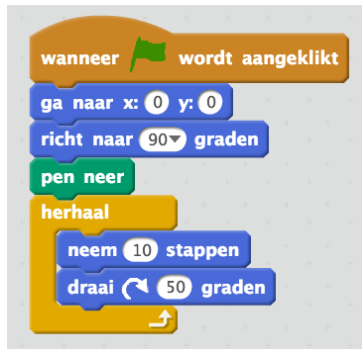 wanneer wordt aangeklikt
ga naar x: 0 y: 0
richt naar 90 graden
pen neer
herhaal
neem 10 stappen
draai 50 graden